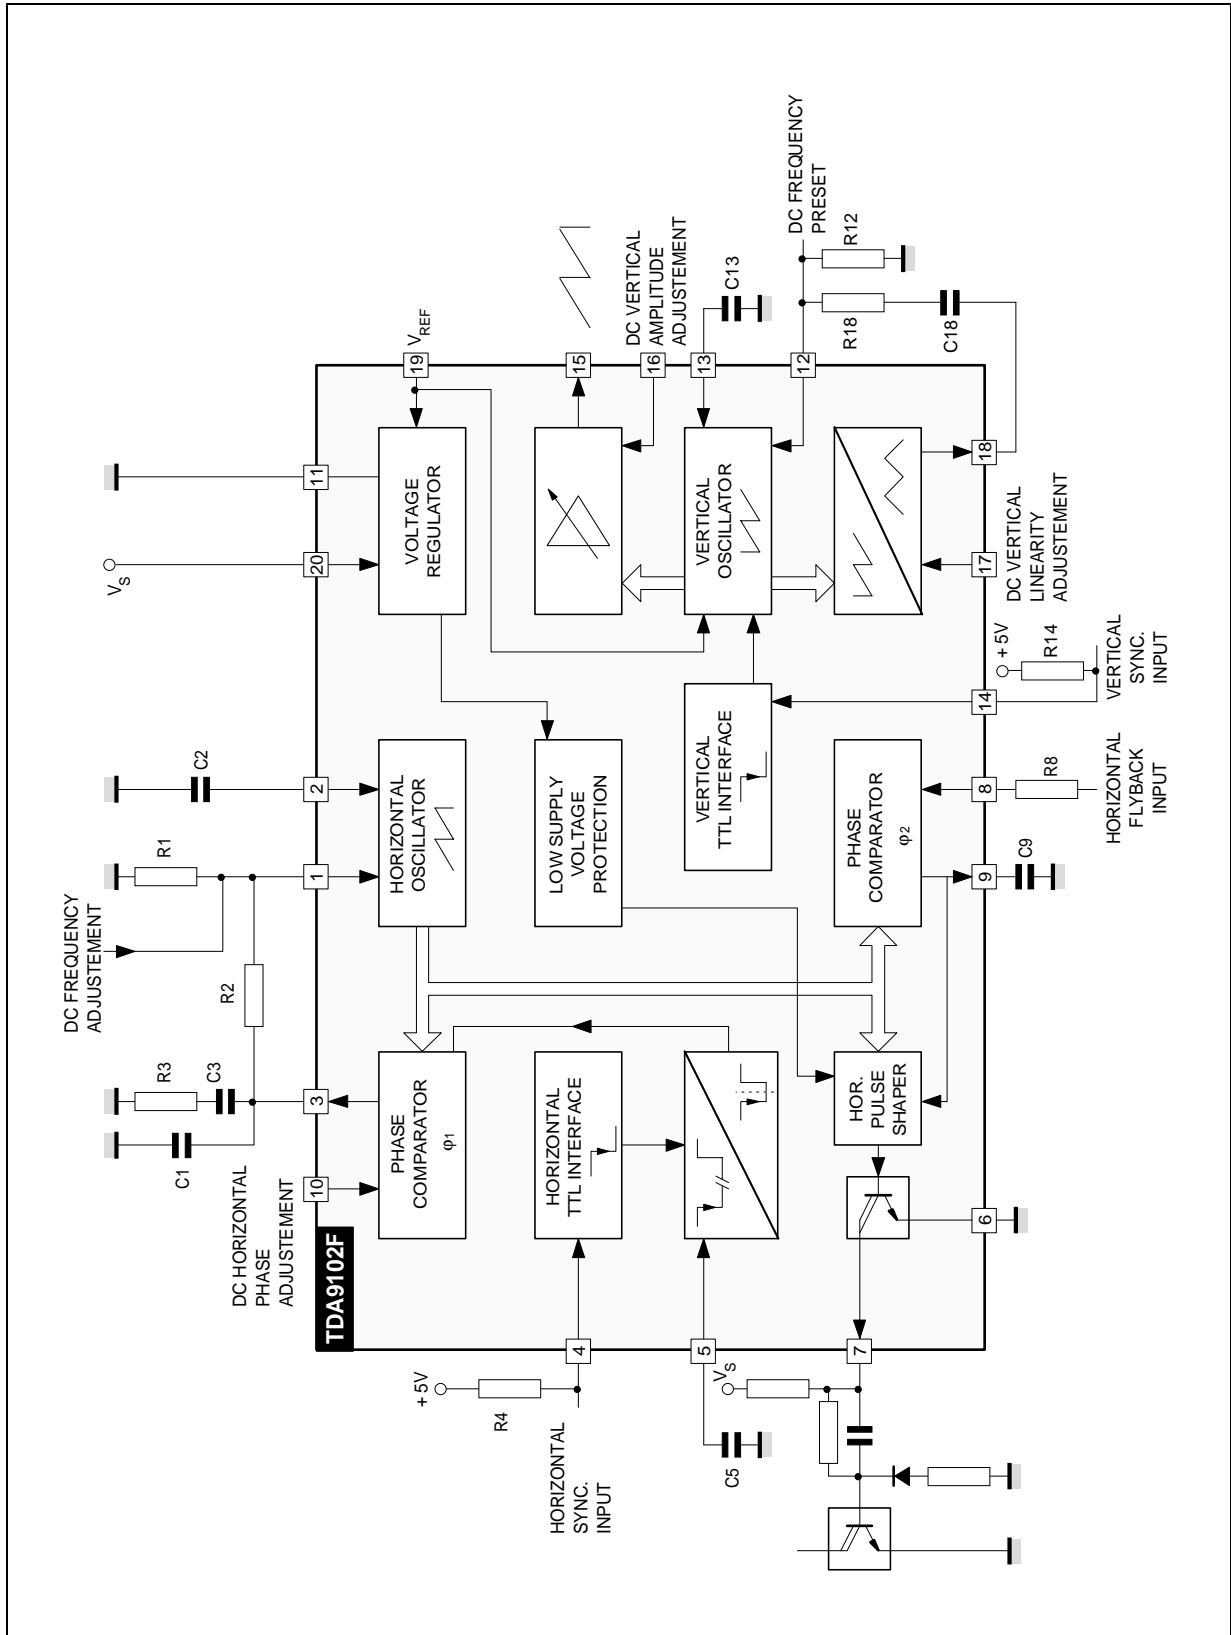 DC FREQUENCY
ADJUSTEMENT
DC HORIZONTAL
PHASE
ADJUSTEMENT
C1
R3
C3
R2
R1
C2
VS
TDA9102F
10
3
1
2
20
11
PHASE
COMPARATOR
φ1
HORIZONTAL
OSCILLATOR
VOLTAGE
REGULATOR
19
VREF
+ 5V
R4
HORIZONTAL
SYNC.
INPUT
4
HORIZONTAL
TTL INTERFACE
LOW SUPPLY
VOLTAGE
PROTECTION
15
16
DC VERTICAL
AMPLITUDE
ADJUSTEMENT
C5
5
VERTICAL
TTL INTERFACE
VERTICAL
OSCILLATOR
13
C13
VS
7
HOR.
PULSE
SHAPER
PHASE
COMPARATOR
φ2
12
DC FREQUENCY
PRESET
R12
R18
C18
6
9
C9
8
R8
HORIZONTAL
FLYBACK
INPUT
14
+ 5V
R14
VERTICAL
SYNC.
INPUT
17
DC VERTICAL
LINEARITY
ADJUSTEMENT
18